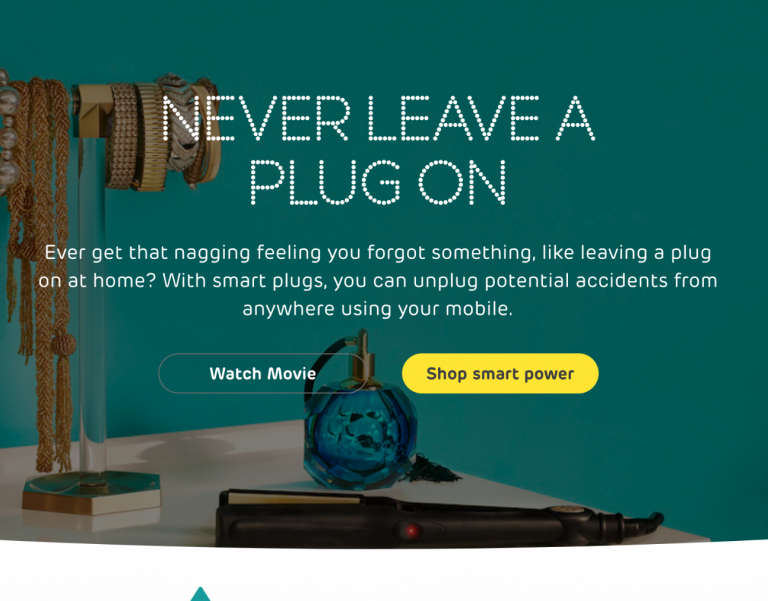 NEVER LEAVE A
PLUG ON
Ever get that nagging feeling you forgot something, like leaving a plug
on at home? With smart plugs, you can unplug potential accidents from
anywhere using your mobile.
Watch Movie
Shop smart power